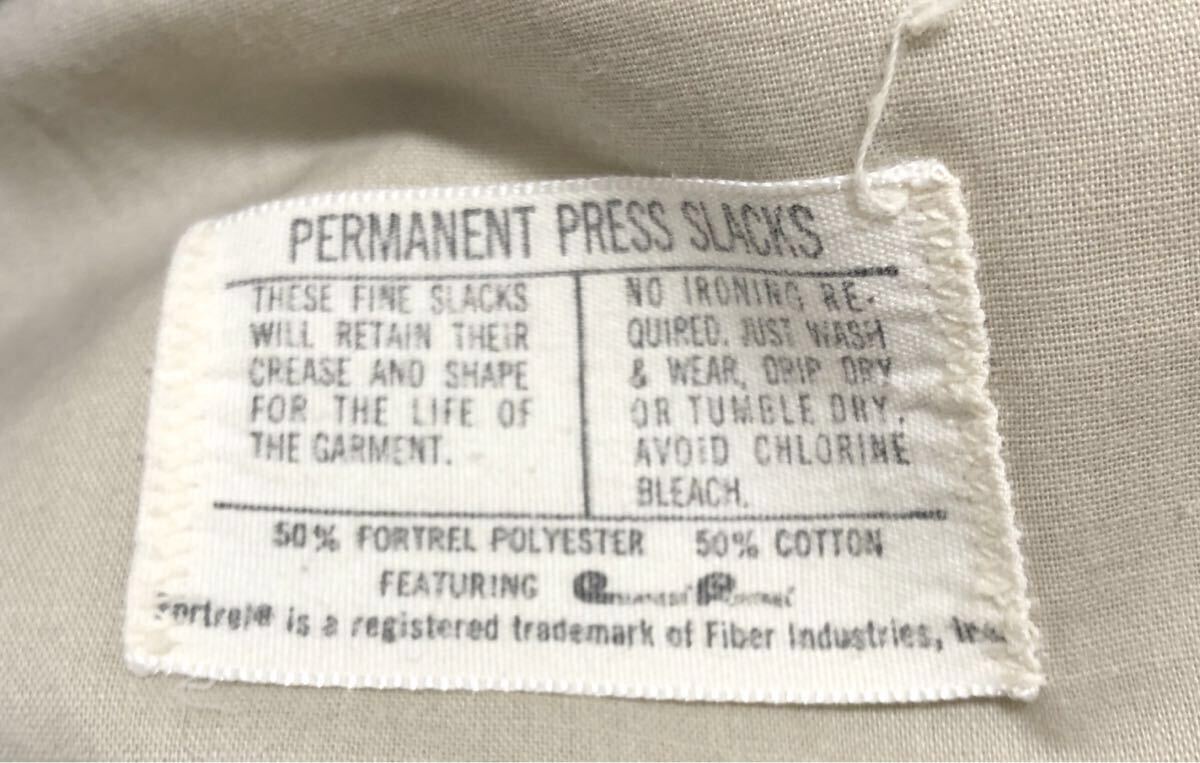 PERMANENT PRESS SLACKS
THESE FINE SLACKS
WILL RETAIN THEIR
CREASE AND SHAPE
FOR THE LIFE OF
THE GARMENT.
NO IRONING RE-
QUIRED. JUST WASH
& WEAR, DRIP DRY
OR TUMBLE DRY.
AVOID CHLORINE
BLEACH.
50% FORTREL POLYESTER 50% COTTON
FEATURING
Fortrel® is a registered trademark of Fiber Industries, Inc.